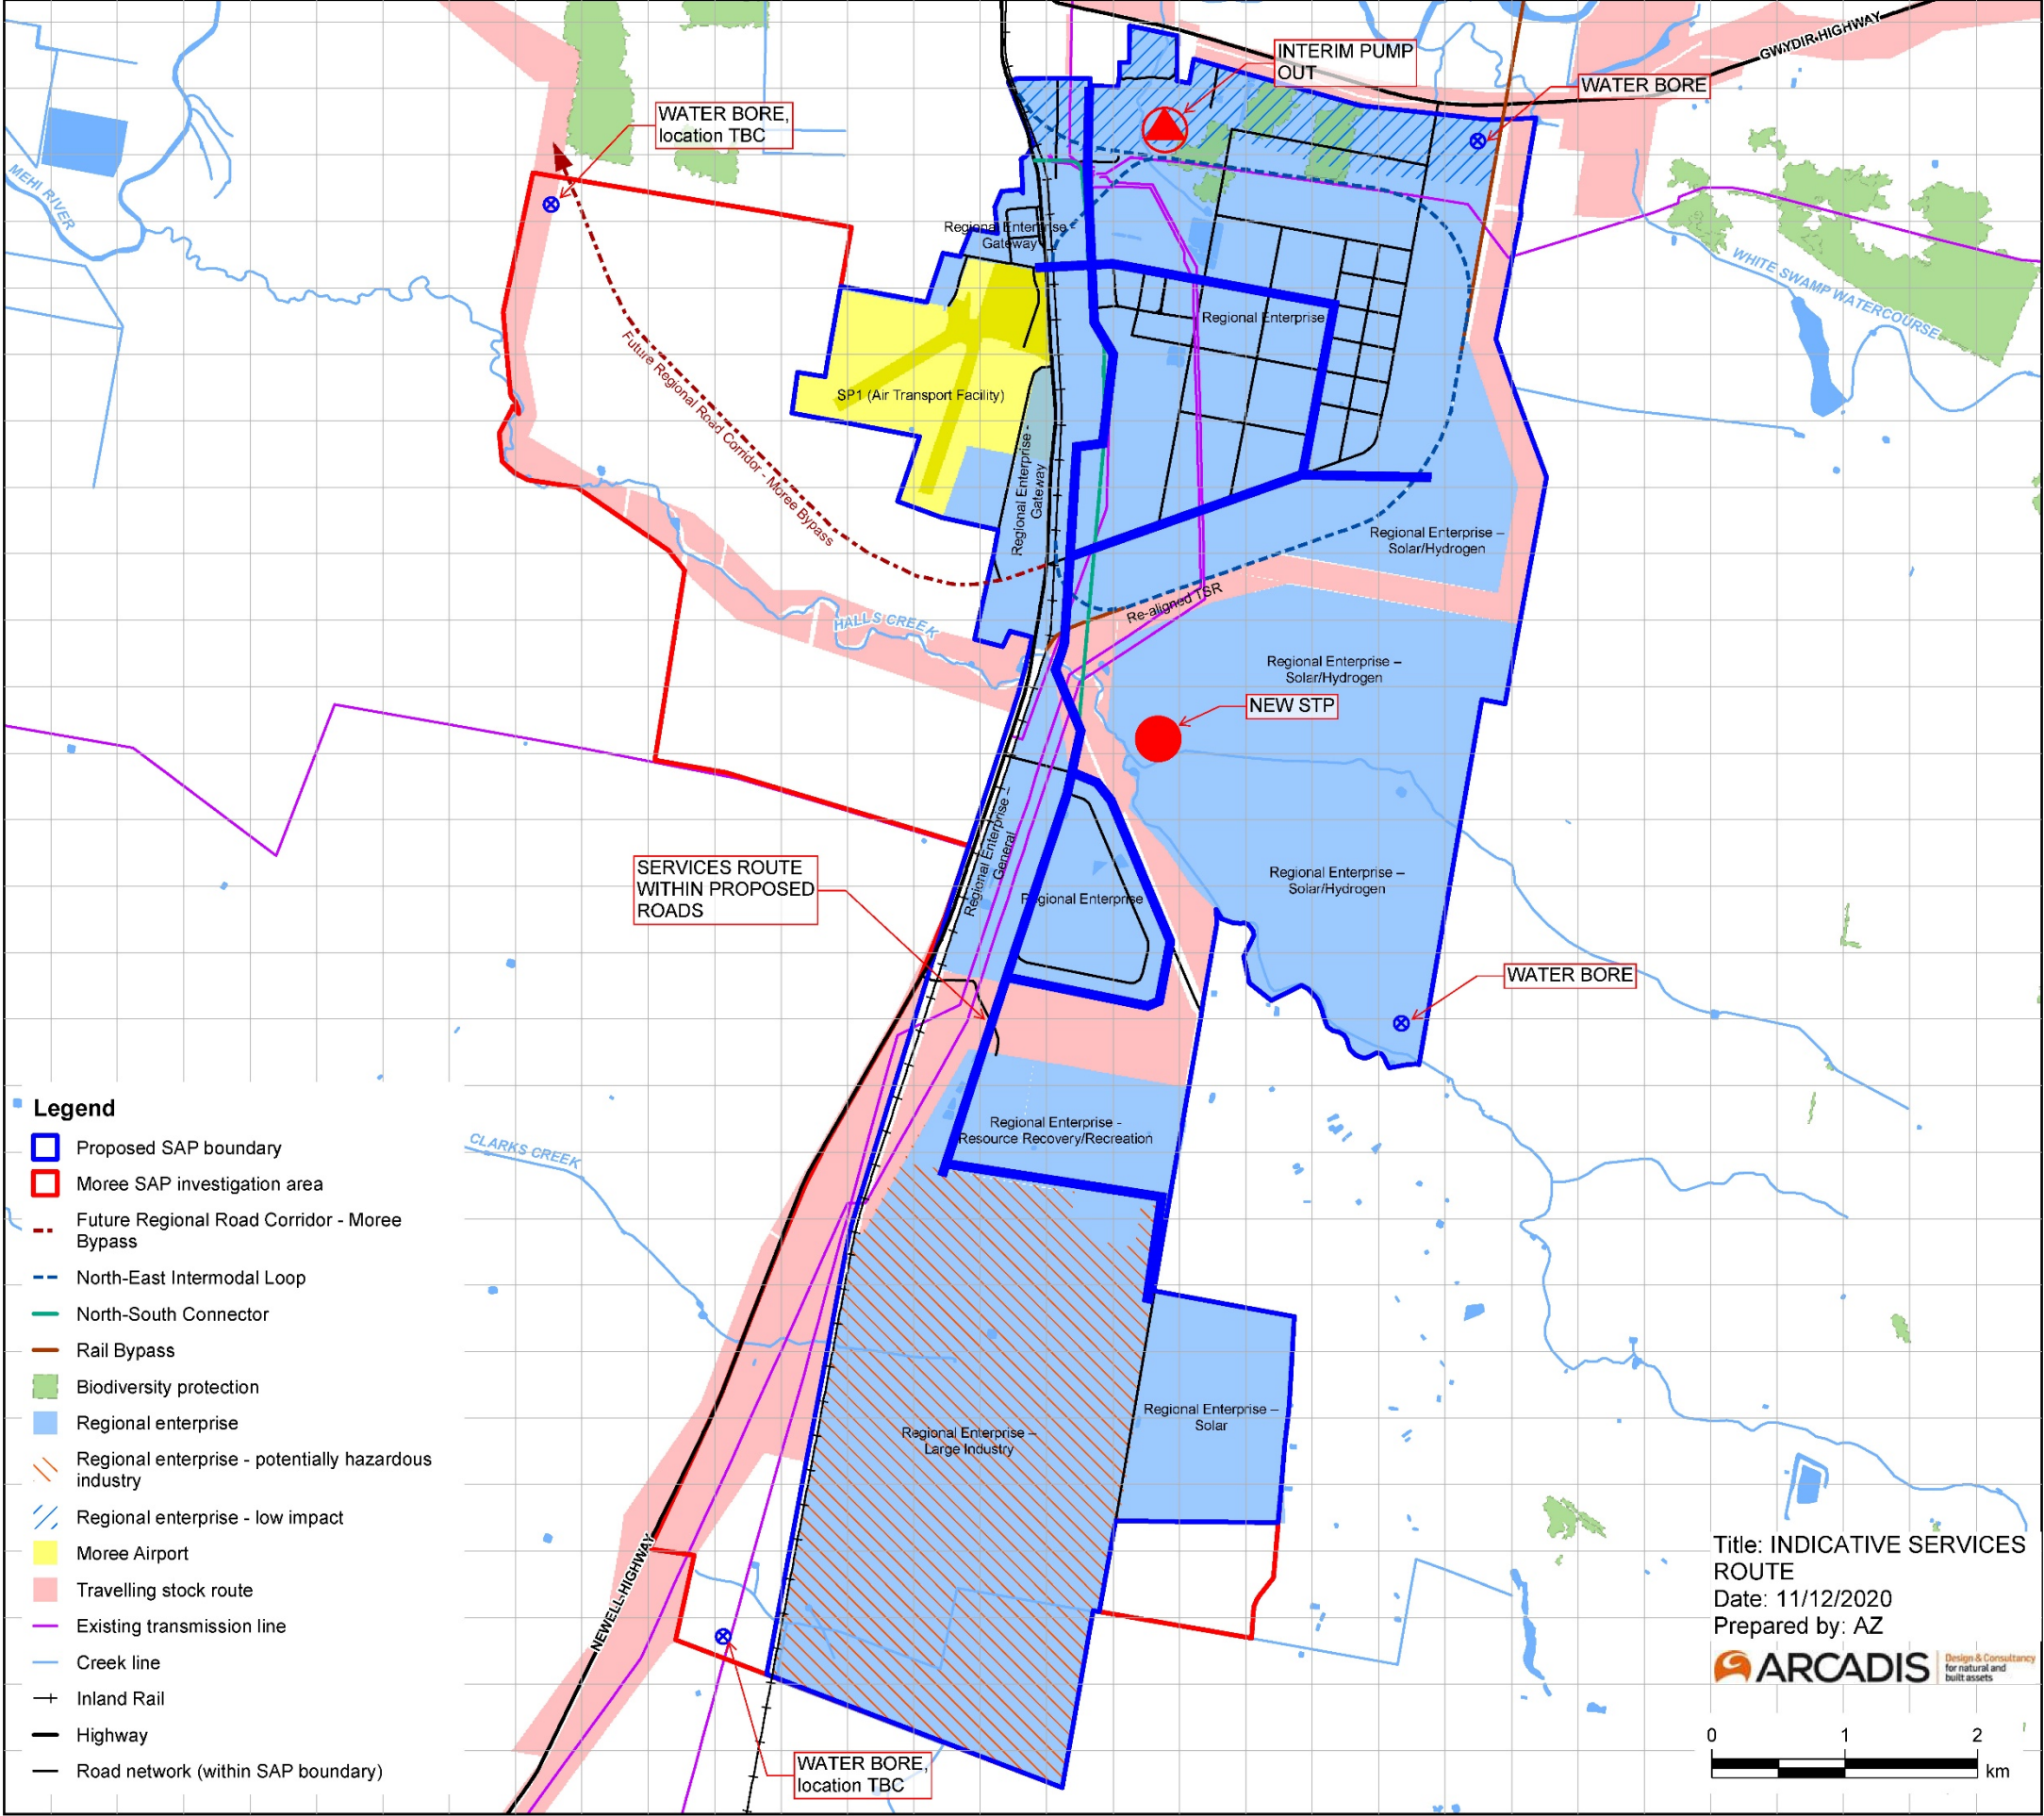 GWYDIR HIGHWAY
INTERIM PUMP
OUT
WATER BORE
WATER BORE,
location TBC
MEHI RIVER
Regional Enterprise -
Gateway
WHITE SWAMP WATERCOURSE
Regional Enterprise
Future Regional Road Corridor - Moree Bypass
SP1 (Air Transport Facility)
Regional Enterprise -
Gateway
Regional Enterprise –
Solar/Hydrogen
Re-aligned TSR
HALLS CREEK
Regional Enterprise –
Solar/Hydrogen
NEW STP
Regional Enterprise –
General
SERVICES ROUTE
WITHIN PROPOSED
ROADS
Regional Enterprise
Regional Enterprise –
Solar/Hydrogen
WATER BORE
Regional Enterprise -
Resource Recovery/Recreation
CLARKS CREEK
Regional Enterprise –
Large Industry
Regional Enterprise –
Solar
NEWELL HIGHWAY
WATER BORE,
location TBC
Legend
Proposed SAP boundary
Moree SAP investigation area
Future Regional Road Corridor - Moree
Bypass
North-East Intermodal Loop
North-South Connector
Rail Bypass
Biodiversity protection
Regional enterprise
Regional enterprise - potentially hazardous
industry
Regional enterprise - low impact
Moree Airport
Travelling stock route
Existing transmission line
Creek line
Inland Rail
Highway
Road network (within SAP boundary)
Title: INDICATIVE SERVICES
ROUTE
Date: 11/12/2020
Prepared by: AZ
ARCADIS
Design & Consultancy
for natural and
built assets
0 1 2
km